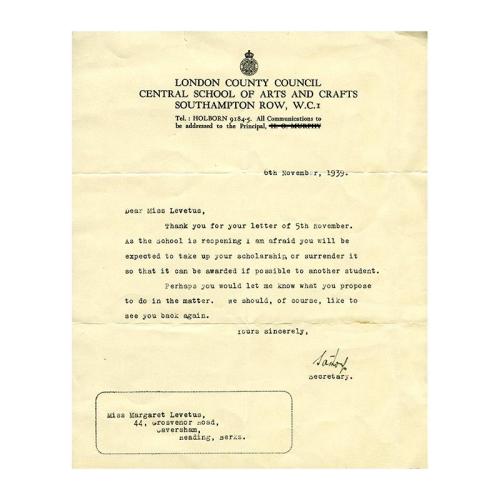 LONDON COUNTY COUNCIL
CENTRAL SCHOOL OF ARTS AND CRAFTS
SOUTHAMPTON ROW, W.C.1
Tel.: HOLBORN 9184-5. All Communications to
be addressed to the Principal, H. G. MURPHY
6th November, 1939.
Dear Miss Levetus,
Thank you for your letter of 5th November.
As the School is reopening I am afraid you will be
expected to take up your scholarship or surrender it
so that it can be awarded if possible to another student.
Perhaps you would let me know what you propose
to do in the matter. We should, of course, like to
see you back again.
Yours sincerely,
Secretary.
Miss Margaret Levetus,
44, Grosvenor Road,
Caversham,
Reading, Berks.